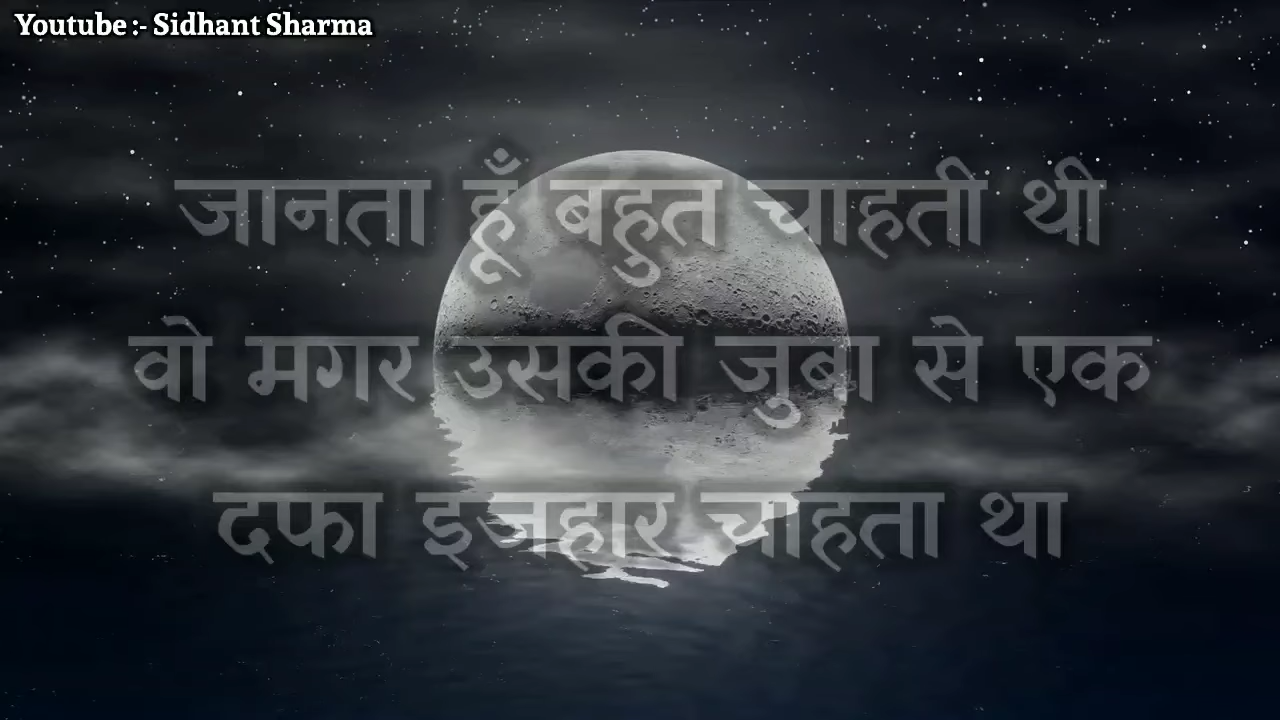 Youtube :- Sidhant Sharma
जानता हूँ बहुत चाहती थी
वो मगर उसकी जुबा से एक
दफा इजहार चाहता था